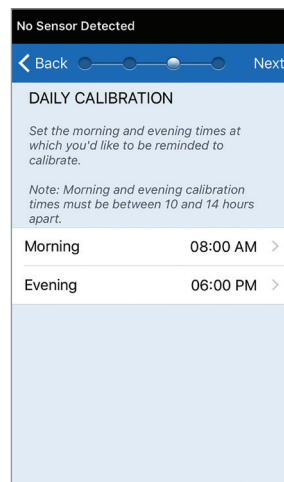 No Sensor Detected
Back
Next
DAILY CALIBRATION
Set the morning and evening times at
which you'd like to be reminded to
calibrate.
Note: Morning and evening calibration
times must be between 10 and 14 hours
apart.
Morning 08:00 AM
Evening 06:00 PM